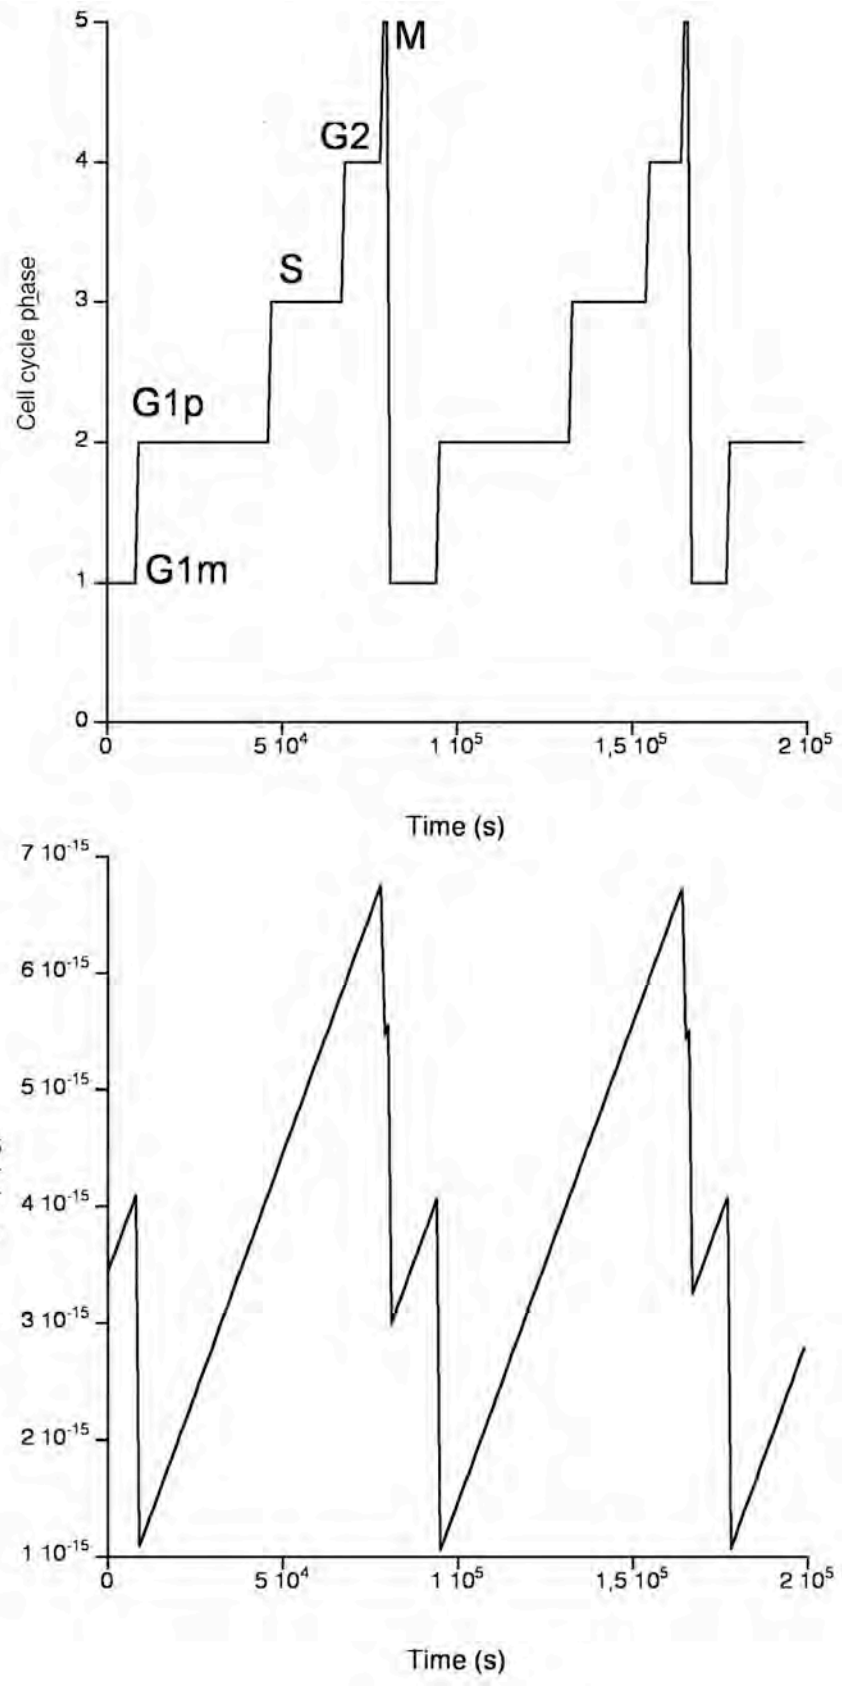 5
M
G2
4
S
3
Cell cycle phase
G1p
2
G1m
1
0
0 5 10⁴ 1 10⁵ 1,5 10⁵ 2 10⁵
Time (s)
7 10⁻¹⁵
6 10⁻¹⁵
5 10⁻¹⁵
4 10⁻¹⁵
3 10⁻¹⁵
2 10⁻¹⁵
1 10⁻¹⁵
0 5 10⁴ 1 10⁵ 1,5 10⁵ 2 10⁵
Time (s)